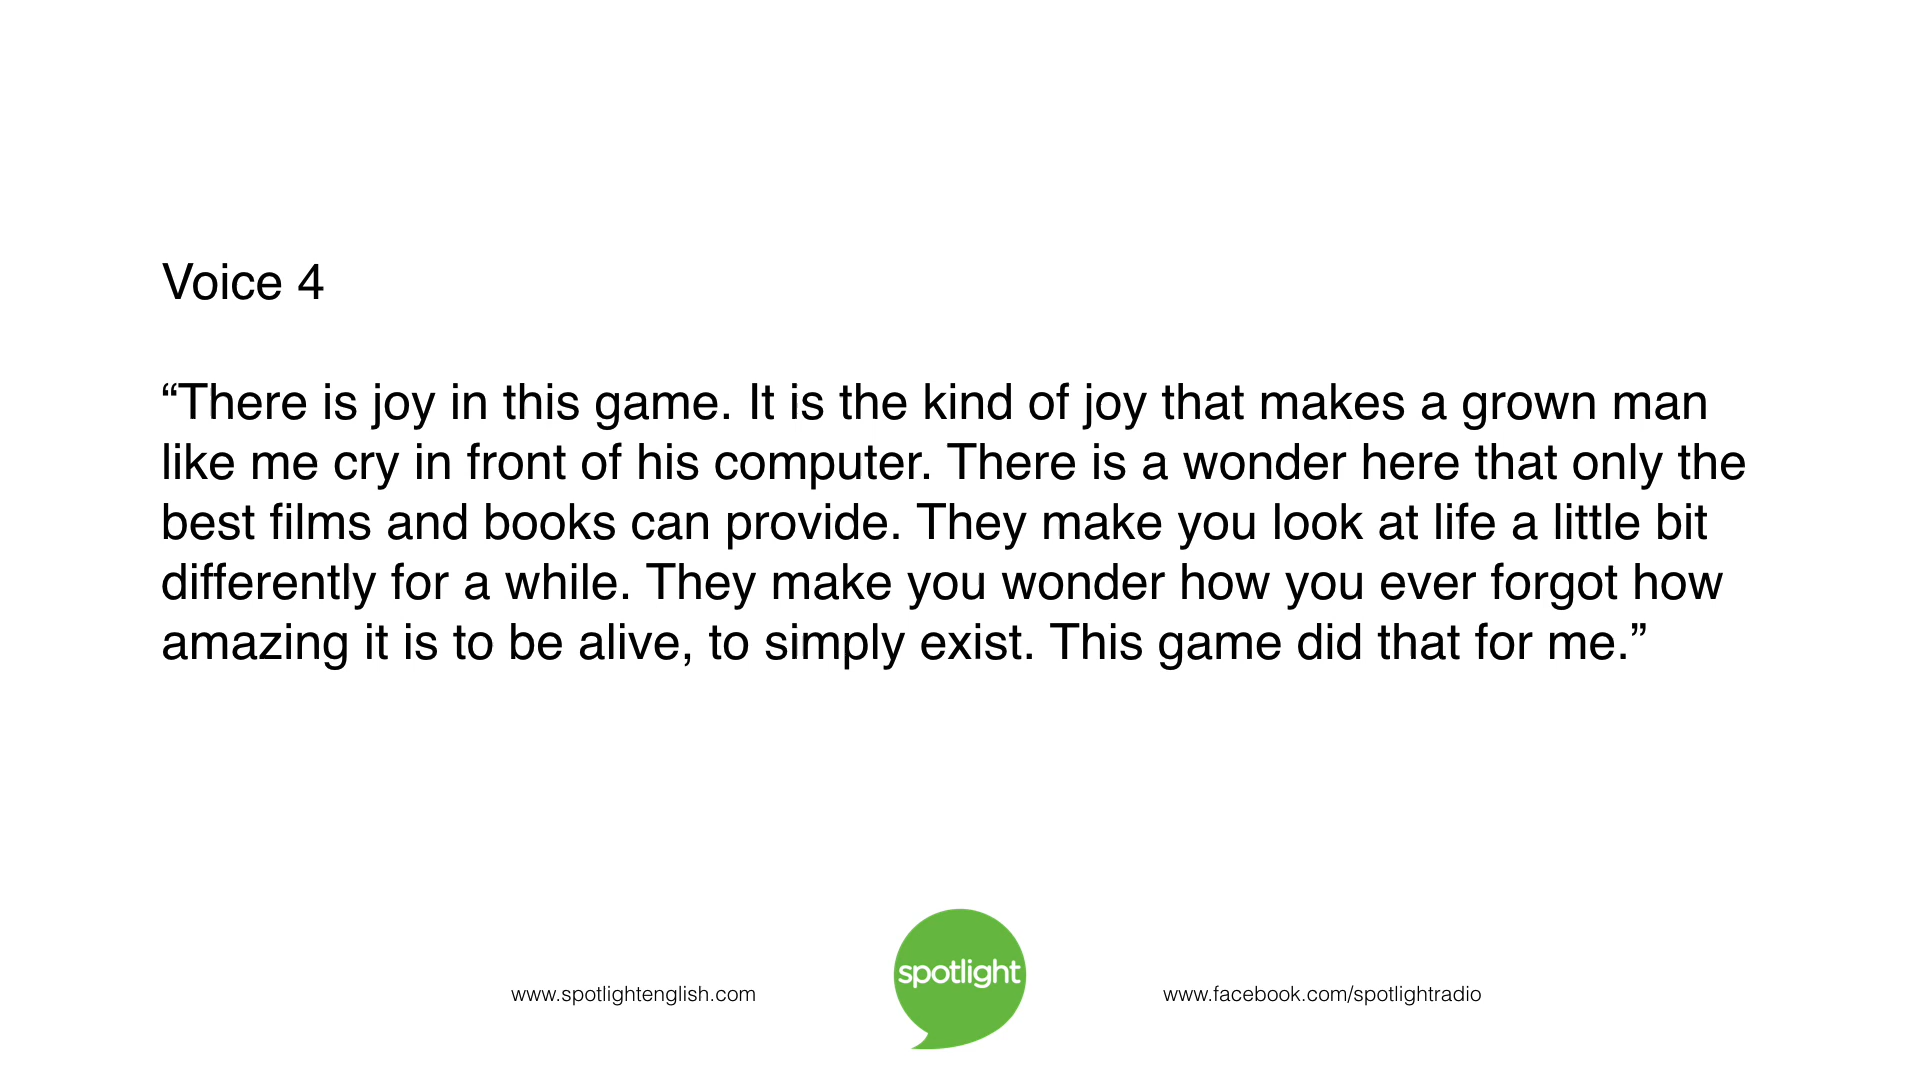 Voice 4
“There is joy in this game. It is the kind of joy that makes a grown man
like me cry in front of his computer. There is a wonder here that only the
best films and books can provide. They make you look at life a little bit
differently for a while. They make you wonder how you ever forgot how
amazing it is to be alive, to simply exist. This game did that for me.”
spotlight
www.spotlightenglish.com
www.facebook.com/spotlightradio